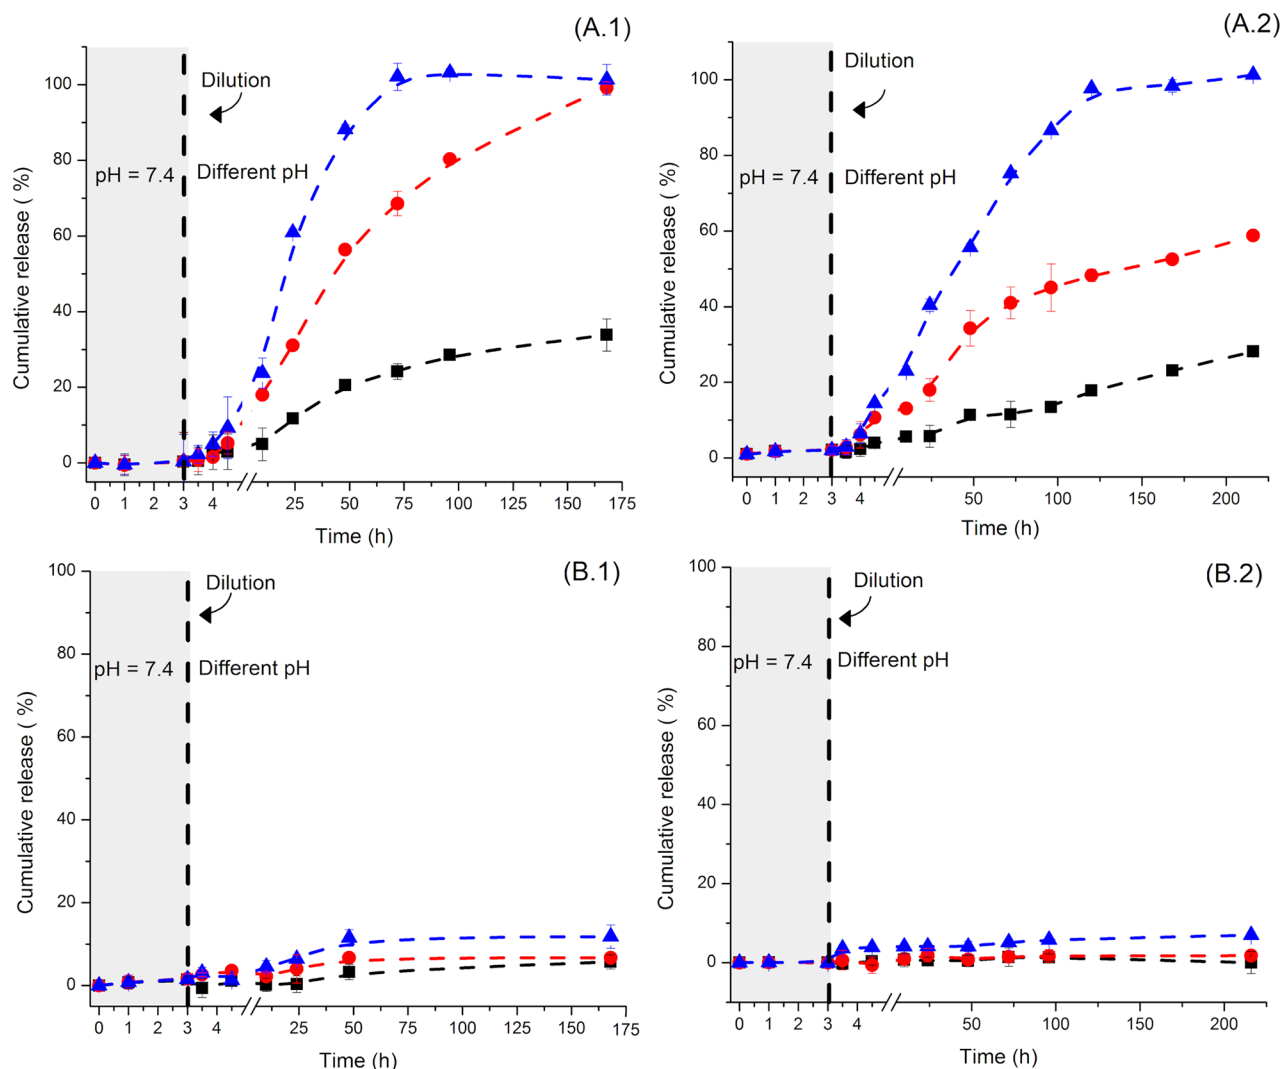 (A.1)
Dilution
pH = 7.4
Different pH
Cumulative release ( %)
100
80
60
40
20
0
0 1 2 3 4 25 50 75 100 125 150 175
Time (h)
(A.2)
Dilution
pH = 7.4
Different pH
Cumulative release ( %)
100
80
60
40
20
0
0 1 2 3 4 50 100 150 200
Time (h)
(B.1)
Dilution
pH = 7.4
Different pH
Cumulative release ( %)
100
80
60
40
20
0
0 1 2 3 4 25 50 75 100 125 150 175
Time (h)
(B.2)
Dilution
pH = 7.4
Different pH
Cumulative release ( %)
100
80
60
40
20
0
0 1 2 3 4 50 100 150 200
Time (h)